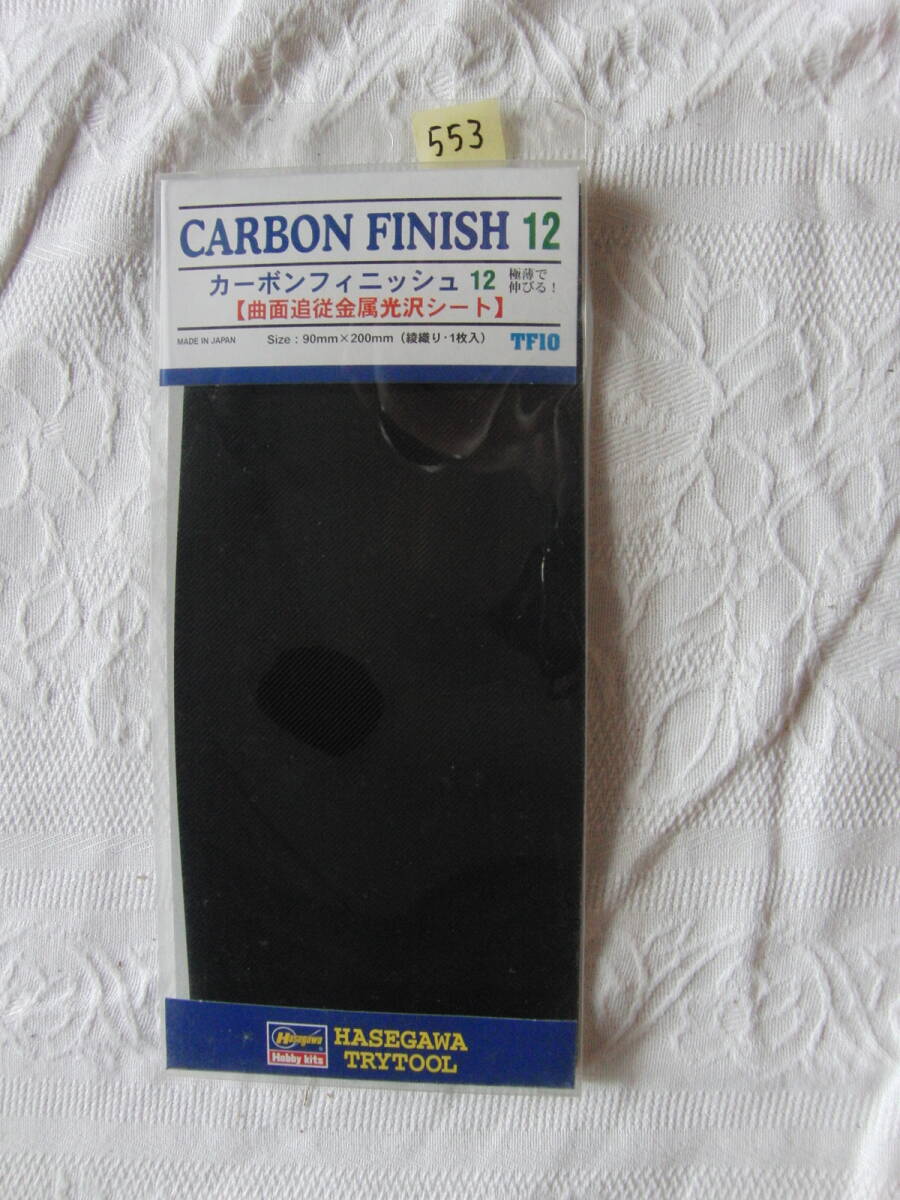 553
CARBON FINISH 12
カーボンフィニッシュ 12
極薄で
伸びる!
【曲面追従金属光沢シート】
MADE IN JAPAN Size : 90mm×200mm (綾織り・1枚入) TF10
Hasegawa
Hobby kits
HASEGAWA
TRYTOOL